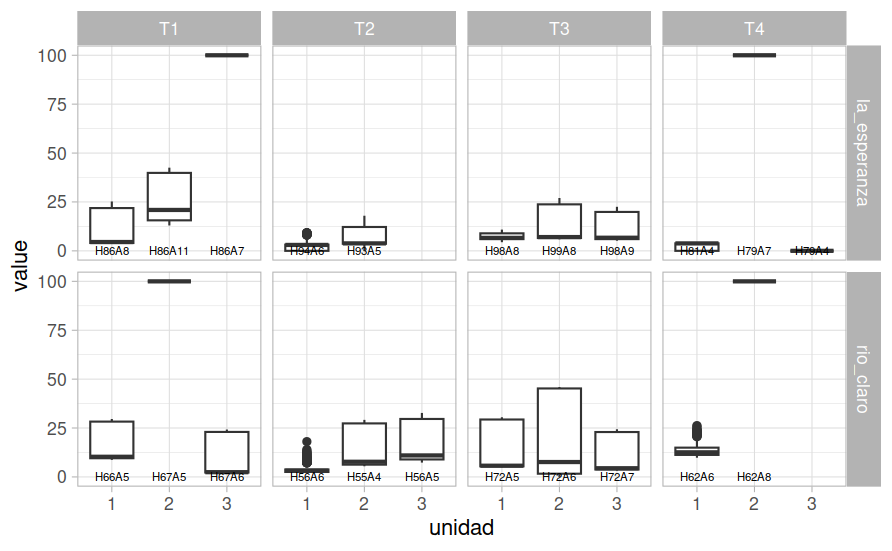 T1 T2 T3 T4
value
100
75
50
25
0
H86A8 H86A11 H86A7 H94A6 H93A5 H98A8 H99A8 H98A9 H81A4 H79A7 H79A4
la_esperanza
100
75
50
25
0
H66A5 H67A5 H67A6 H56A6 H55A4 H56A5 H72A5 H72A6 H72A7 H62A6 H62A8
rio_claro
1 2 3 1 2 3 1 2 3 1 2 3
unidad